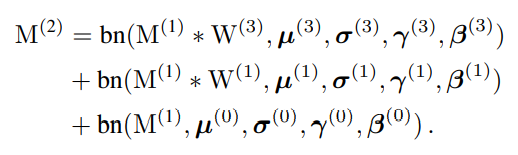 M⁽²⁾ = bn(M⁽¹⁾ ∗ W⁽³⁾, μ⁽³⁾, σ⁽³⁾, γ⁽³⁾, β⁽³⁾)
+ bn(M⁽¹⁾ ∗ W⁽¹⁾, μ⁽¹⁾, σ⁽¹⁾, γ⁽¹⁾, β⁽¹⁾)
+ bn(M⁽¹⁾, μ⁽⁰⁾, σ⁽⁰⁾, γ⁽⁰⁾, β⁽⁰⁾) .